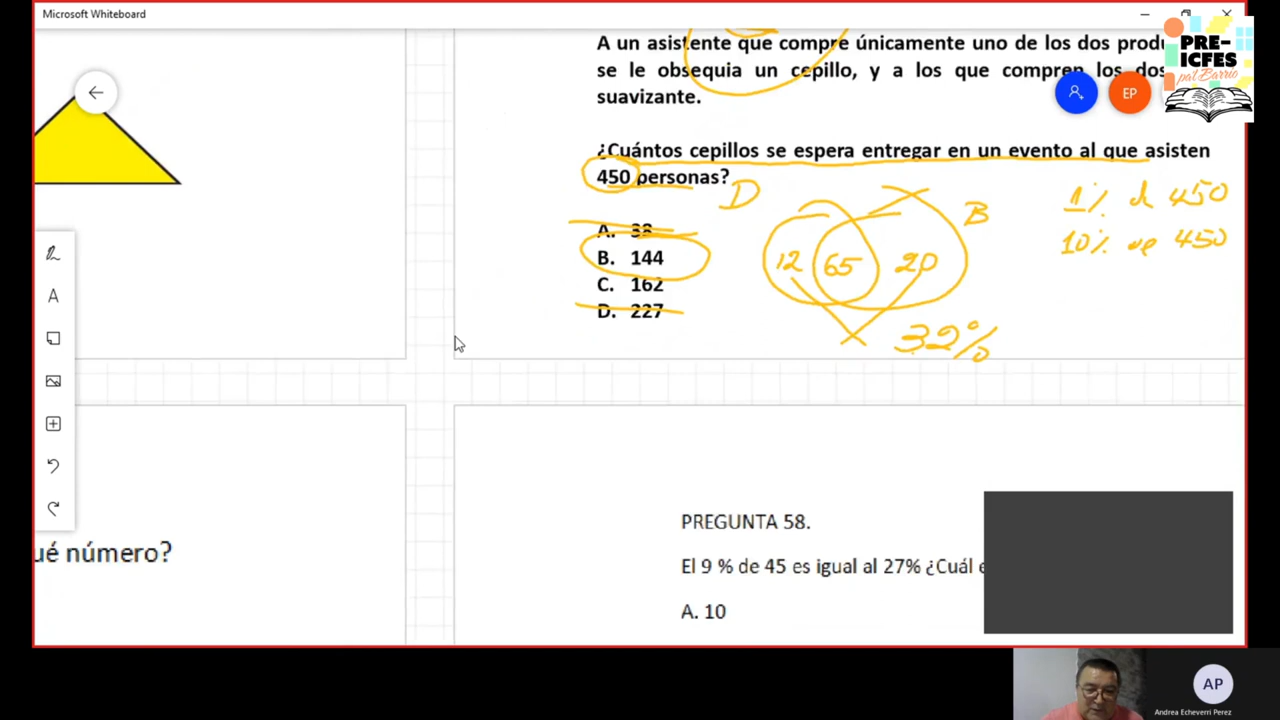 Microsoft Whiteboard
PRE-
ICFES
pal Barrio
A un asistente que compre únicamente uno de los dos produ
se le obsequia un cepillo, y a los que compren los dos
suavizante.
EP
¿Cuántos cepillos se espera entregar en un evento al que asisten
450 personas?
D
B
1% de 450
10% de 450
A. 38
B. 144
C. 162
D. 227
12 65 20
32%
A
PREGUNTA 58.
ué número?
El 9 % de 45 es igual al 27% ¿Cuál e
A. 10
AP
Andrea Echeverri Perez